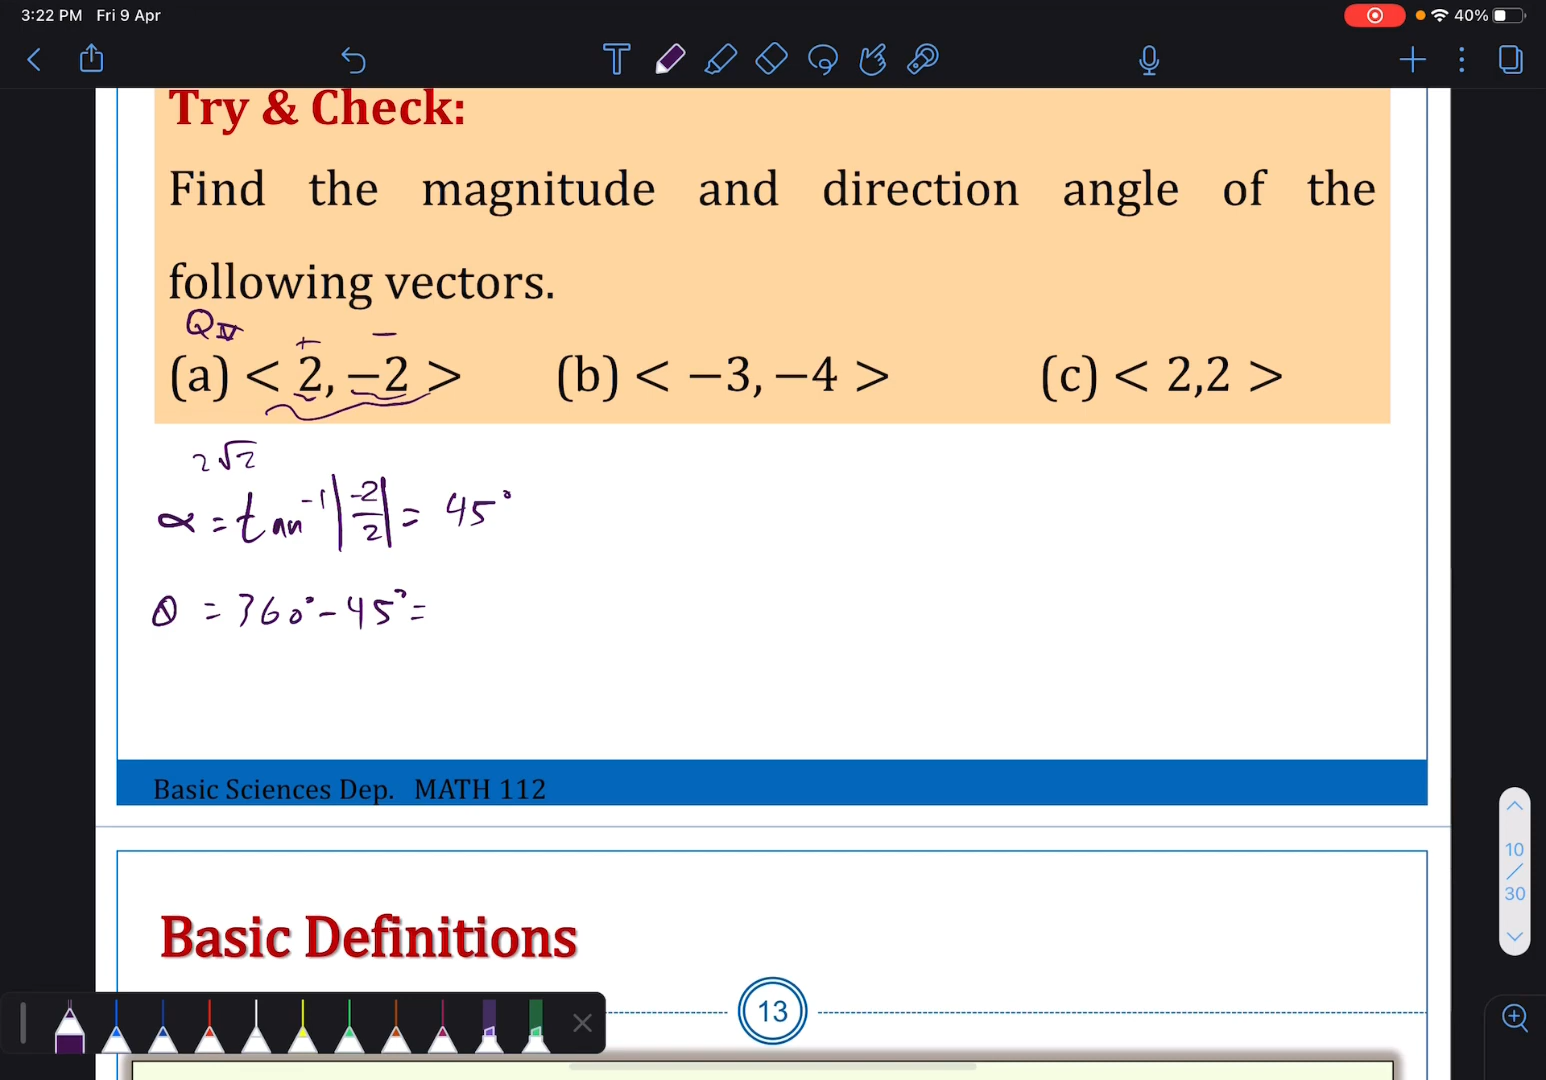 3:22 PM Fri 9 Apr
40%
Try & Check:
Find the magnitude and direction angle of the
following vectors.
QIV
+ −
(a) < 2, −2 > (b) < −3, −4 > (c) < 2,2 >
2√2
α = tan⁻¹|-2/2| = 45°
θ = 360° − 45° =
Basic Sciences Dep. MATH 112
10
/
30
Basic Definitions
13